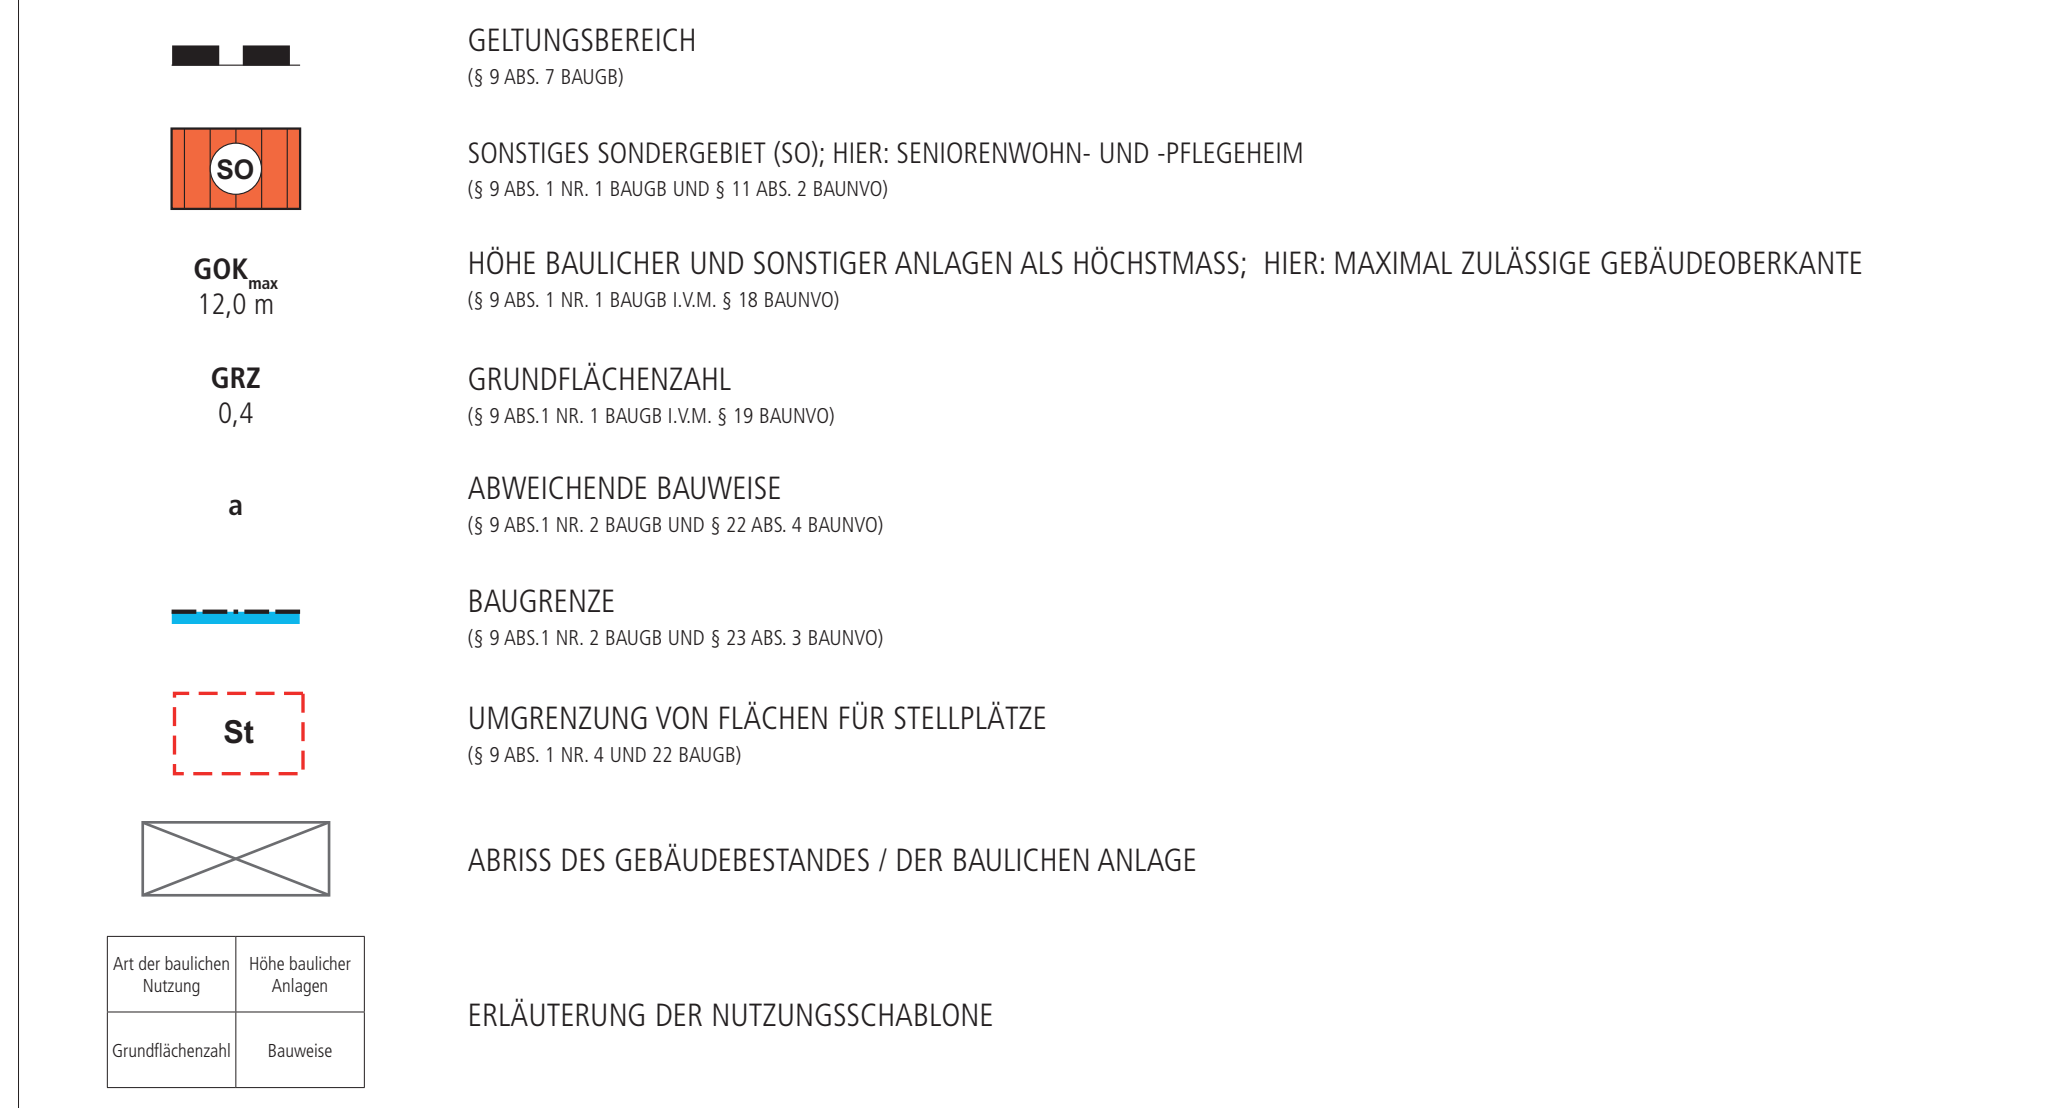 GELTUNGSBEREICH
(§ 9 ABS. 7 BAUGB)
SO
SONSTIGES SONDERGEBIET (SO); HIER: SENIORENWOHN- UND -PFLEGEHEIM
(§ 9 ABS. 1 NR. 1 BAUGB UND § 11 ABS. 2 BAUNVO)
GOKmax
12,0 m
HÖHE BAULICHER UND SONSTIGER ANLAGEN ALS HÖCHSTMASS; HIER: MAXIMAL ZULÄSSIGE GEBÄUDEOBERKANTE
(§ 9 ABS. 1 NR. 1 BAUGB I.V.M. § 18 BAUNVO)
GRZ
0,4
GRUNDFLÄCHENZAHL
(§ 9 ABS.1 NR. 1 BAUGB I.V.M. § 19 BAUNVO)
a
ABWEICHENDE BAUWEISE
(§ 9 ABS.1 NR. 2 BAUGB UND § 22 ABS. 4 BAUNVO)
BAUGRENZE
(§ 9 ABS.1 NR. 2 BAUGB UND § 23 ABS. 3 BAUNVO)
St
UMGRENZUNG VON FLÄCHEN FÜR STELLPLÄTZE
(§ 9 ABS. 1 NR. 4 UND 22 BAUGB)
ABRISS DES GEBÄUDEBESTANDES / DER BAULICHEN ANLAGE
Art der baulichen
Nutzung
Höhe baulicher
Anlagen
Grundflächenzahl
Bauweise
ERLÄUTERUNG DER NUTZUNGSSCHABLONE